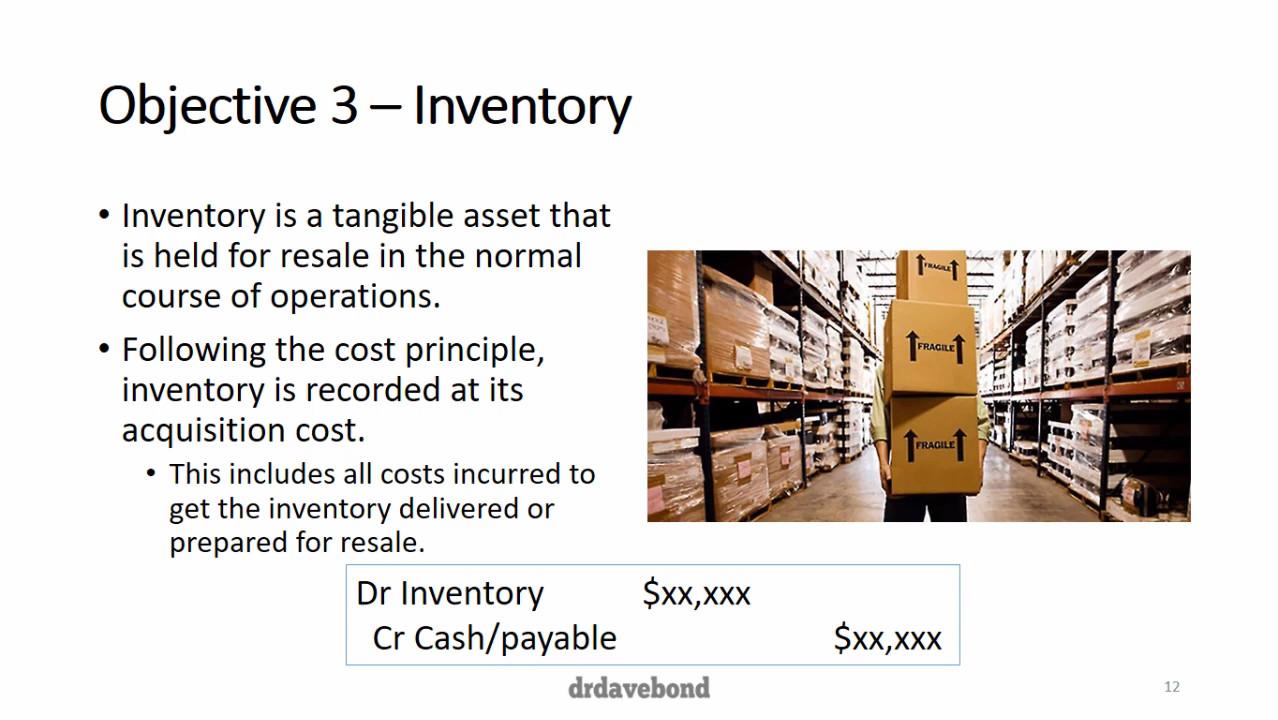 Objective 3 – Inventory
• Inventory is a tangible asset that
is held for resale in the normal
course of operations.
• Following the cost principle,
inventory is recorded at its
acquisition cost.
• This includes all costs incurred to
get the inventory delivered or
prepared for resale.
FRAGILE
FRAGILE
FRAGILE
Dr Inventory $xx,xxx
Cr Cash/payable $xx,xxx
drdavebond
12